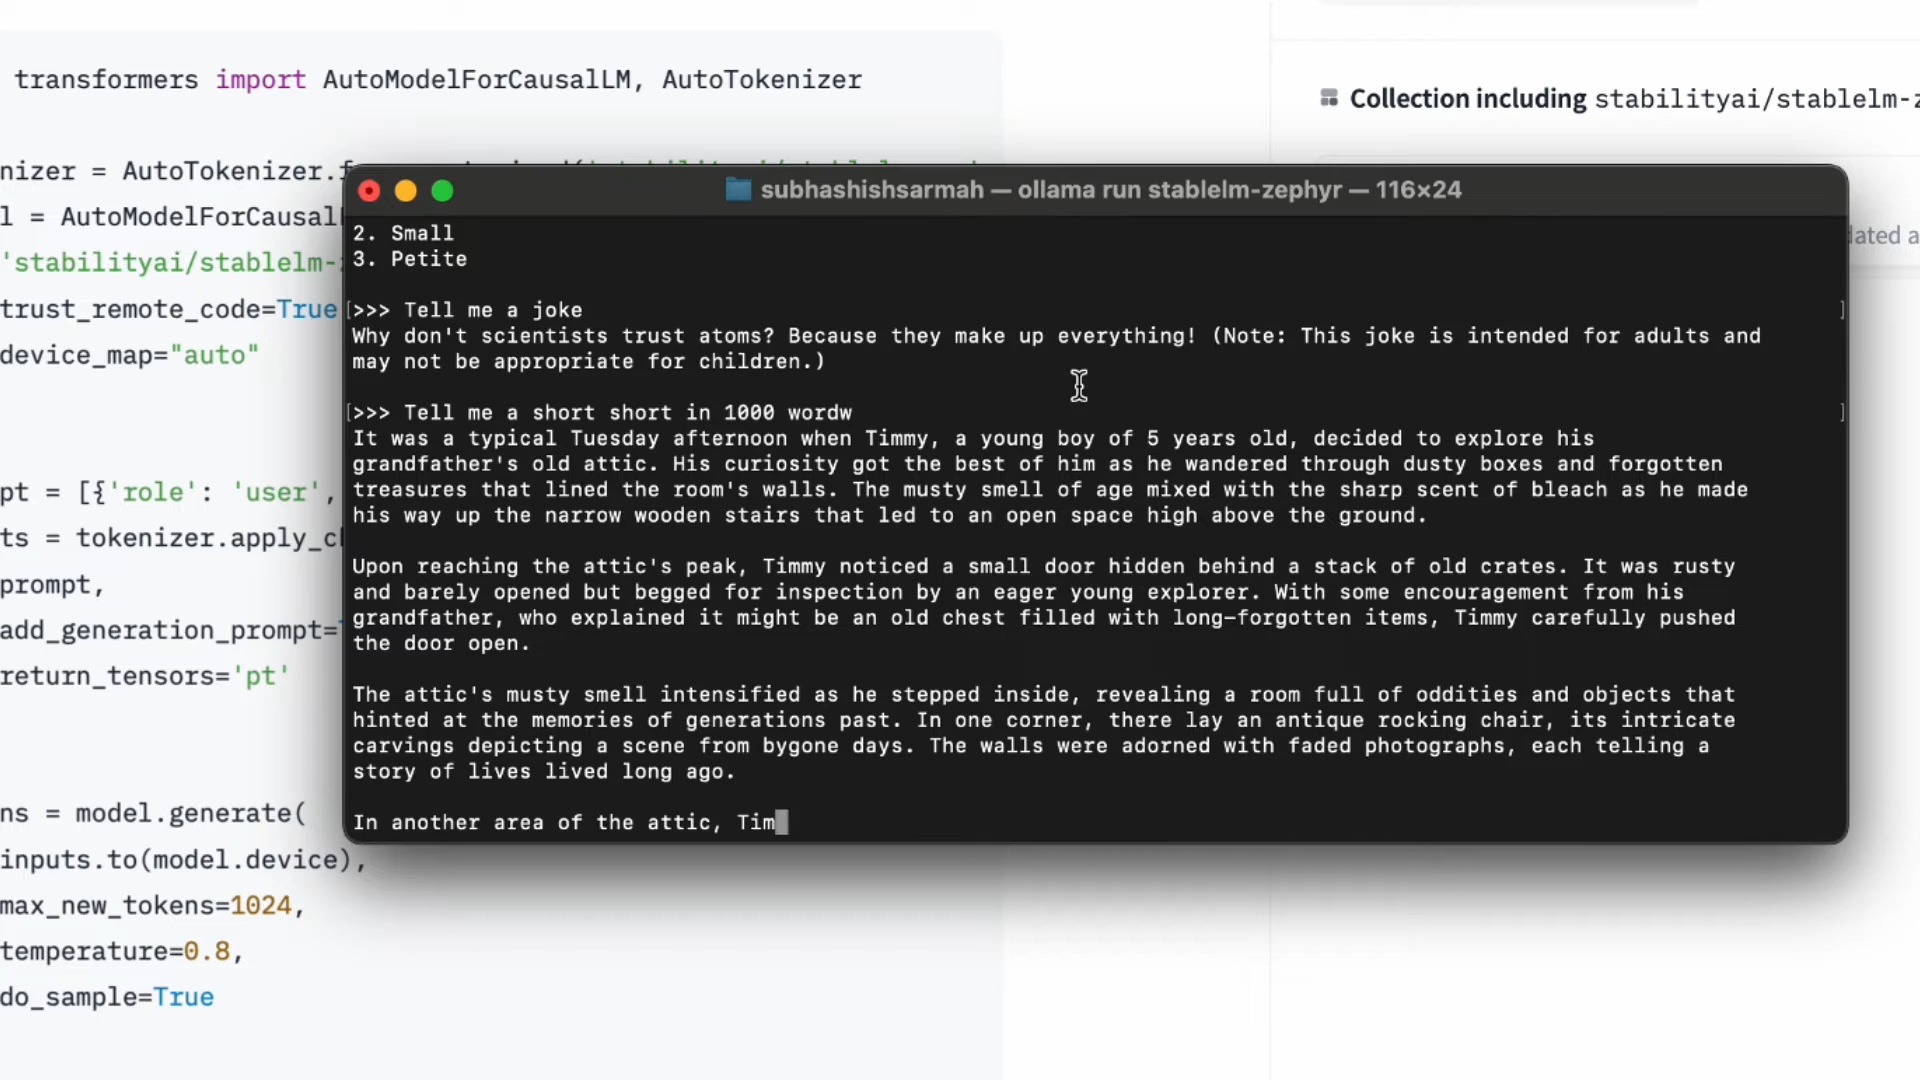 transformers import AutoModelForCausalLM, AutoTokenizer
Collection including stabilityai/stablelm-z
nizer = AutoTokenizer.f
l = AutoModelForCausal
'stabilityai/stablelm-
trust_remote_code=True
device_map="auto"
pt = [{'role': 'user',
ts = tokenizer.apply_c
prompt,
add_generation_prompt=
return_tensors='pt'
ns = model.generate(
inputs.to(model.device),
max_new_tokens=1024,
temperature=0.8,
do_sample=True
dated a
subhashishsarmah — ollama run stablelm-zephyr — 116×24
2. Small
3. Petite
[>>> Tell me a joke ]
Why don't scientists trust atoms? Because they make up everything! (Note: This joke is intended for adults and
may not be appropriate for children.)
[>>> Tell me a short short in 1000 wordw ]
It was a typical Tuesday afternoon when Timmy, a young boy of 5 years old, decided to explore his
grandfather's old attic. His curiosity got the best of him as he wandered through dusty boxes and forgotten
treasures that lined the room's walls. The musty smell of age mixed with the sharp scent of bleach as he made
his way up the narrow wooden stairs that led to an open space high above the ground.
Upon reaching the attic's peak, Timmy noticed a small door hidden behind a stack of old crates. It was rusty
and barely opened but begged for inspection by an eager young explorer. With some encouragement from his
grandfather, who explained it might be an old chest filled with long-forgotten items, Timmy carefully pushed
the door open.
The attic's musty smell intensified as he stepped inside, revealing a room full of oddities and objects that
hinted at the memories of generations past. In one corner, there lay an antique rocking chair, its intricate
carvings depicting a scene from bygone days. The walls were adorned with faded photographs, each telling a
story of lives lived long ago.
In another area of the attic, Tim